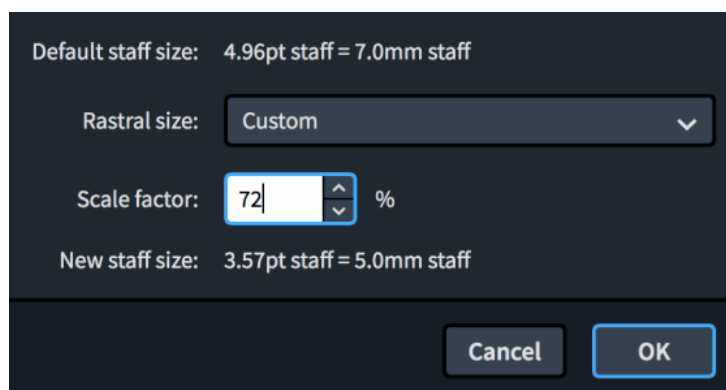 Default staff size: 4.96pt staff = 7.0mm staff
Rastral size: Custom
Scale factor: 72 %
New staff size: 3.57pt staff = 5.0mm staff
Cancel OK